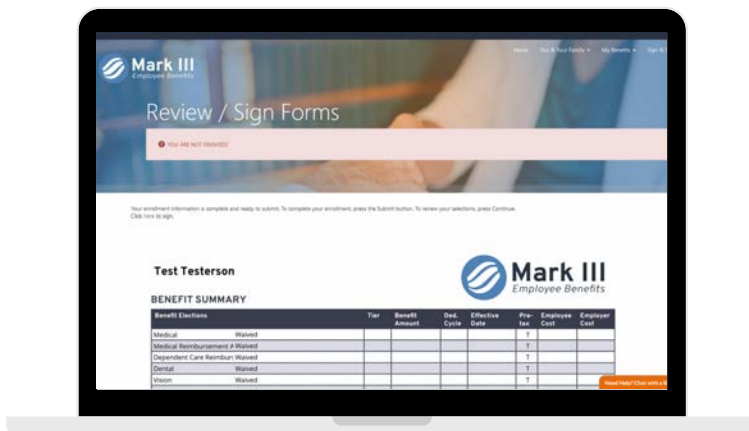 Home You & Your Family My Benefits Sign &
Mark III
Employee Benefits
Review / Sign Forms
YOU ARE NOT FINISHED
Your enrollment information is complete and ready to submit. To complete your enrollment, press the Submit button. To review your selections, press Continue.
Click here to sign.
Test Testerson
Mark III
Employee Benefits
BENEFIT SUMMARY
Benefit Elections Tier Benefit Amount Ded. Cycle Effective Date Pre-tax Employee Cost Employer Cost
Medical Waived T
Medical Reimbursement A Waived T
Dependent Care Reimbur Waived T
Dental Waived T
Vision Waived T
Need Help? Chat with a